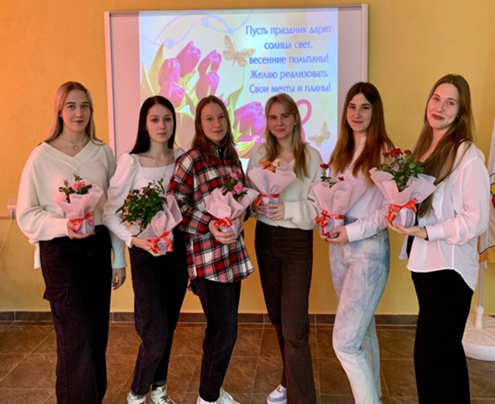 Пусть праздник дарит
солнца свет,
весенние тюльпаны!
Желаю реализовать
Свои мечты и планы!